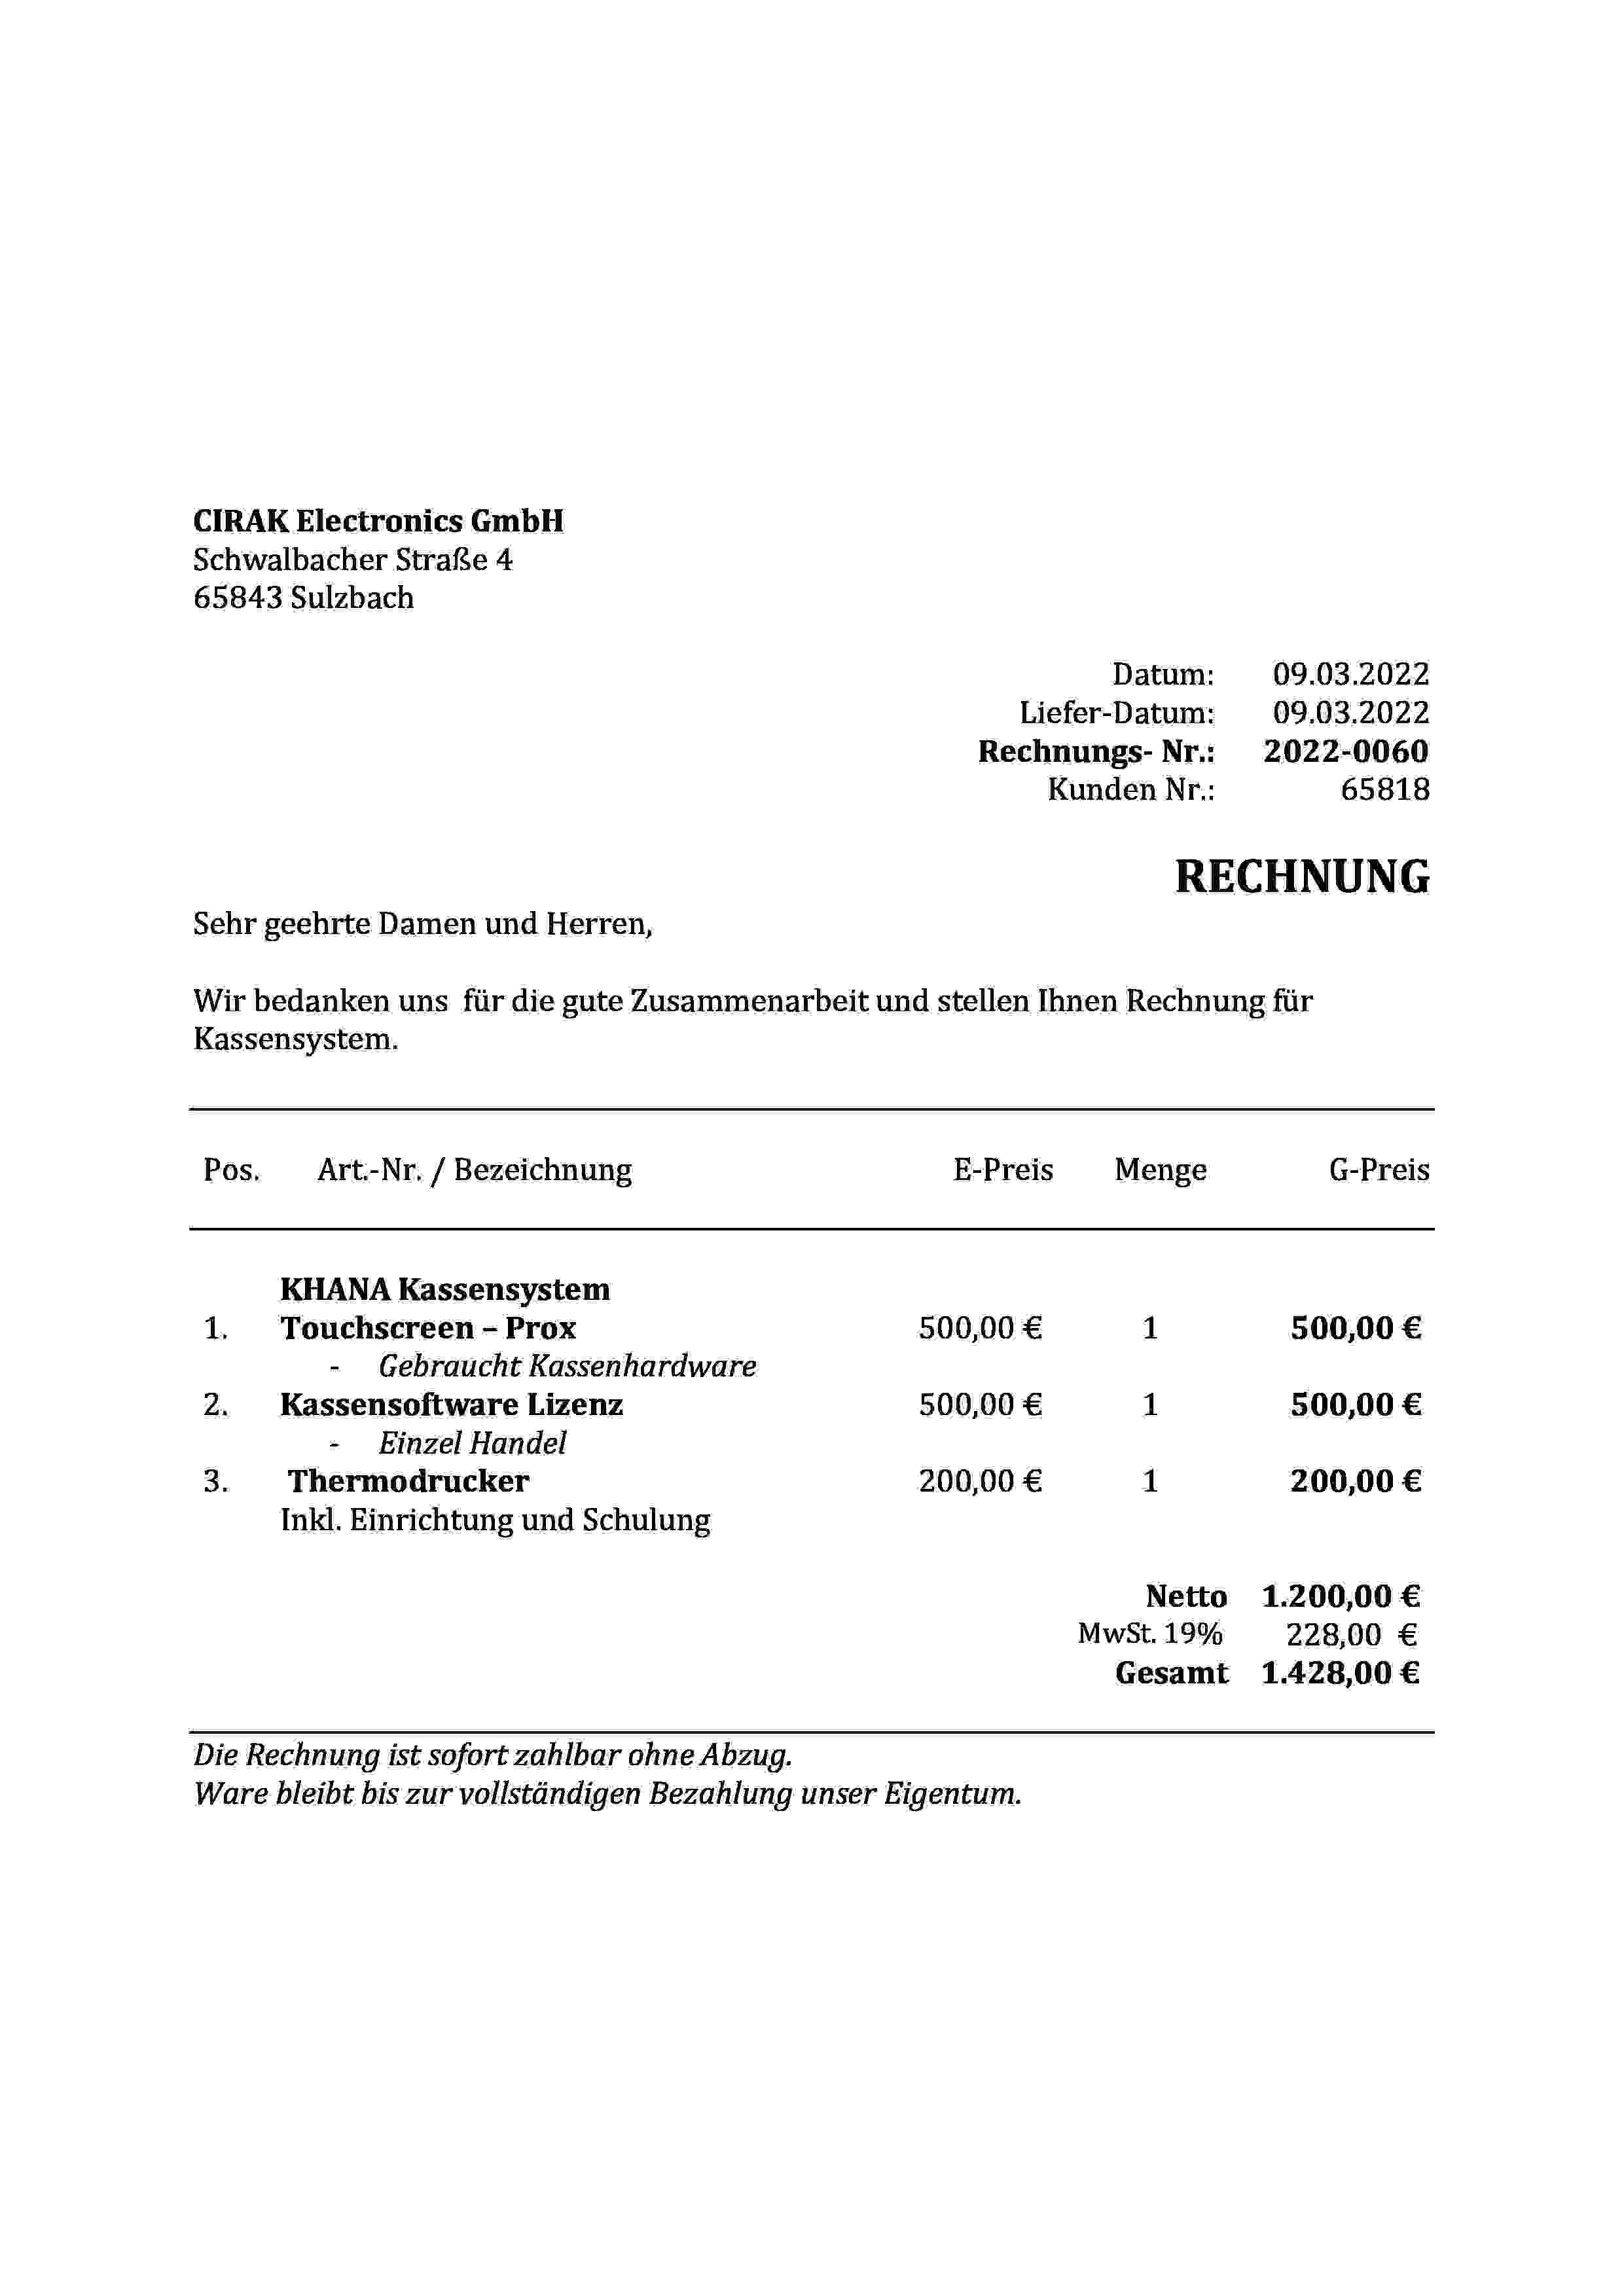 CIRAK Electronics GmbH
Schwalbacher Straße 4
65843 Sulzbach
Datum: 09.03.2022
Liefer-Datum: 09.03.2022
Rechnungs- Nr.: 2022-0060
Kunden Nr.: 65818
RECHNUNG
Sehr geehrte Damen und Herren,
Wir bedanken uns für die gute Zusammenarbeit und stellen Ihnen Rechnung für
Kassensystem.
Pos. Art.-Nr. / Bezeichnung E-Preis Menge G-Preis
KHANA Kassensystem
1. Touchscreen – Prox 500,00 € 1 500,00 €
- Gebraucht Kassenhardware
2. Kassensoftware Lizenz 500,00 € 1 500,00 €
- Einzel Handel
3. Thermodrucker 200,00 € 1 200,00 €
Inkl. Einrichtung und Schulung
Netto 1.200,00 €
MwSt. 19% 228,00 €
Gesamt 1.428,00 €
Die Rechnung ist sofort zahlbar ohne Abzug.
Ware bleibt bis zur vollständigen Bezahlung unser Eigentum.